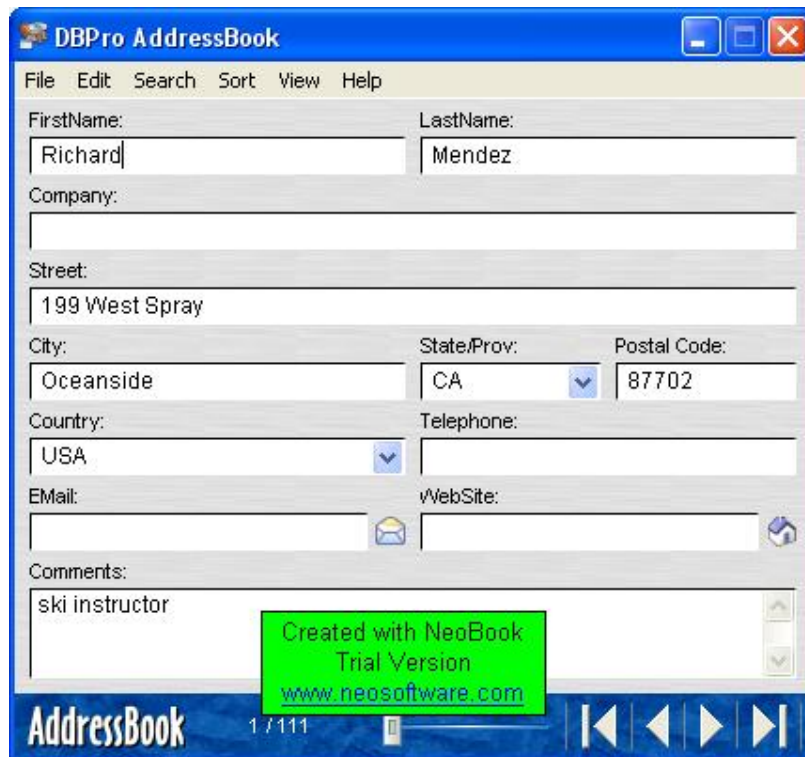 DBPro AddressBook
File Edit Search Sort View Help
FirstName: LastName:
Richard Mendez
Company:
Street:
199 West Spray
City: State/Prov: Postal Code:
Oceanside CA 87702
Country: Telephone:
USA
EMail: WebSite:
Comments:
ski instructor
Created with NeoBook
Trial Version
www.neosoftware.com
AddressBook 1 / 111